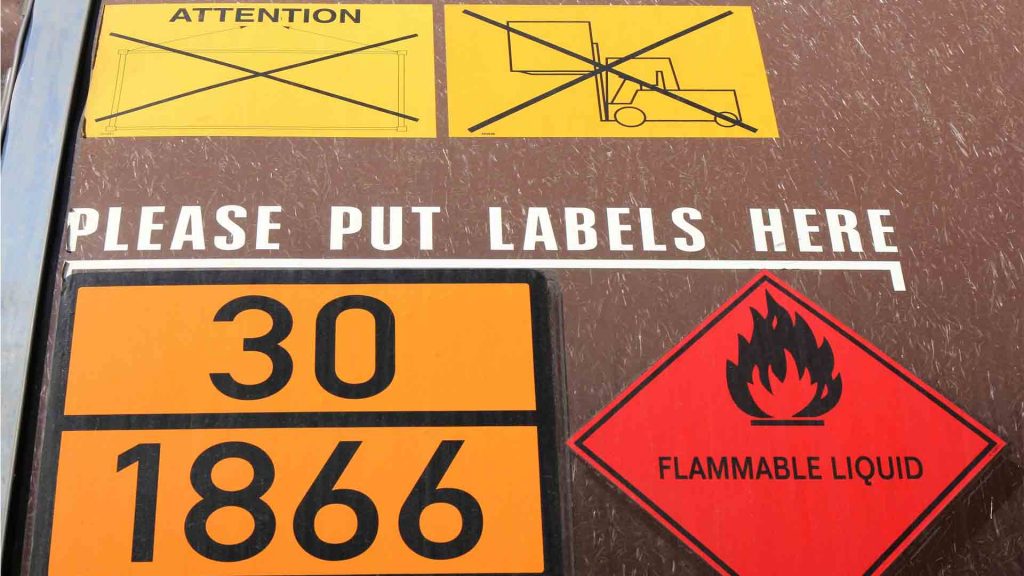 ATTENTION
PLEASE PUT LABELS HERE
30
1866
FLAMMABLE LIQUID